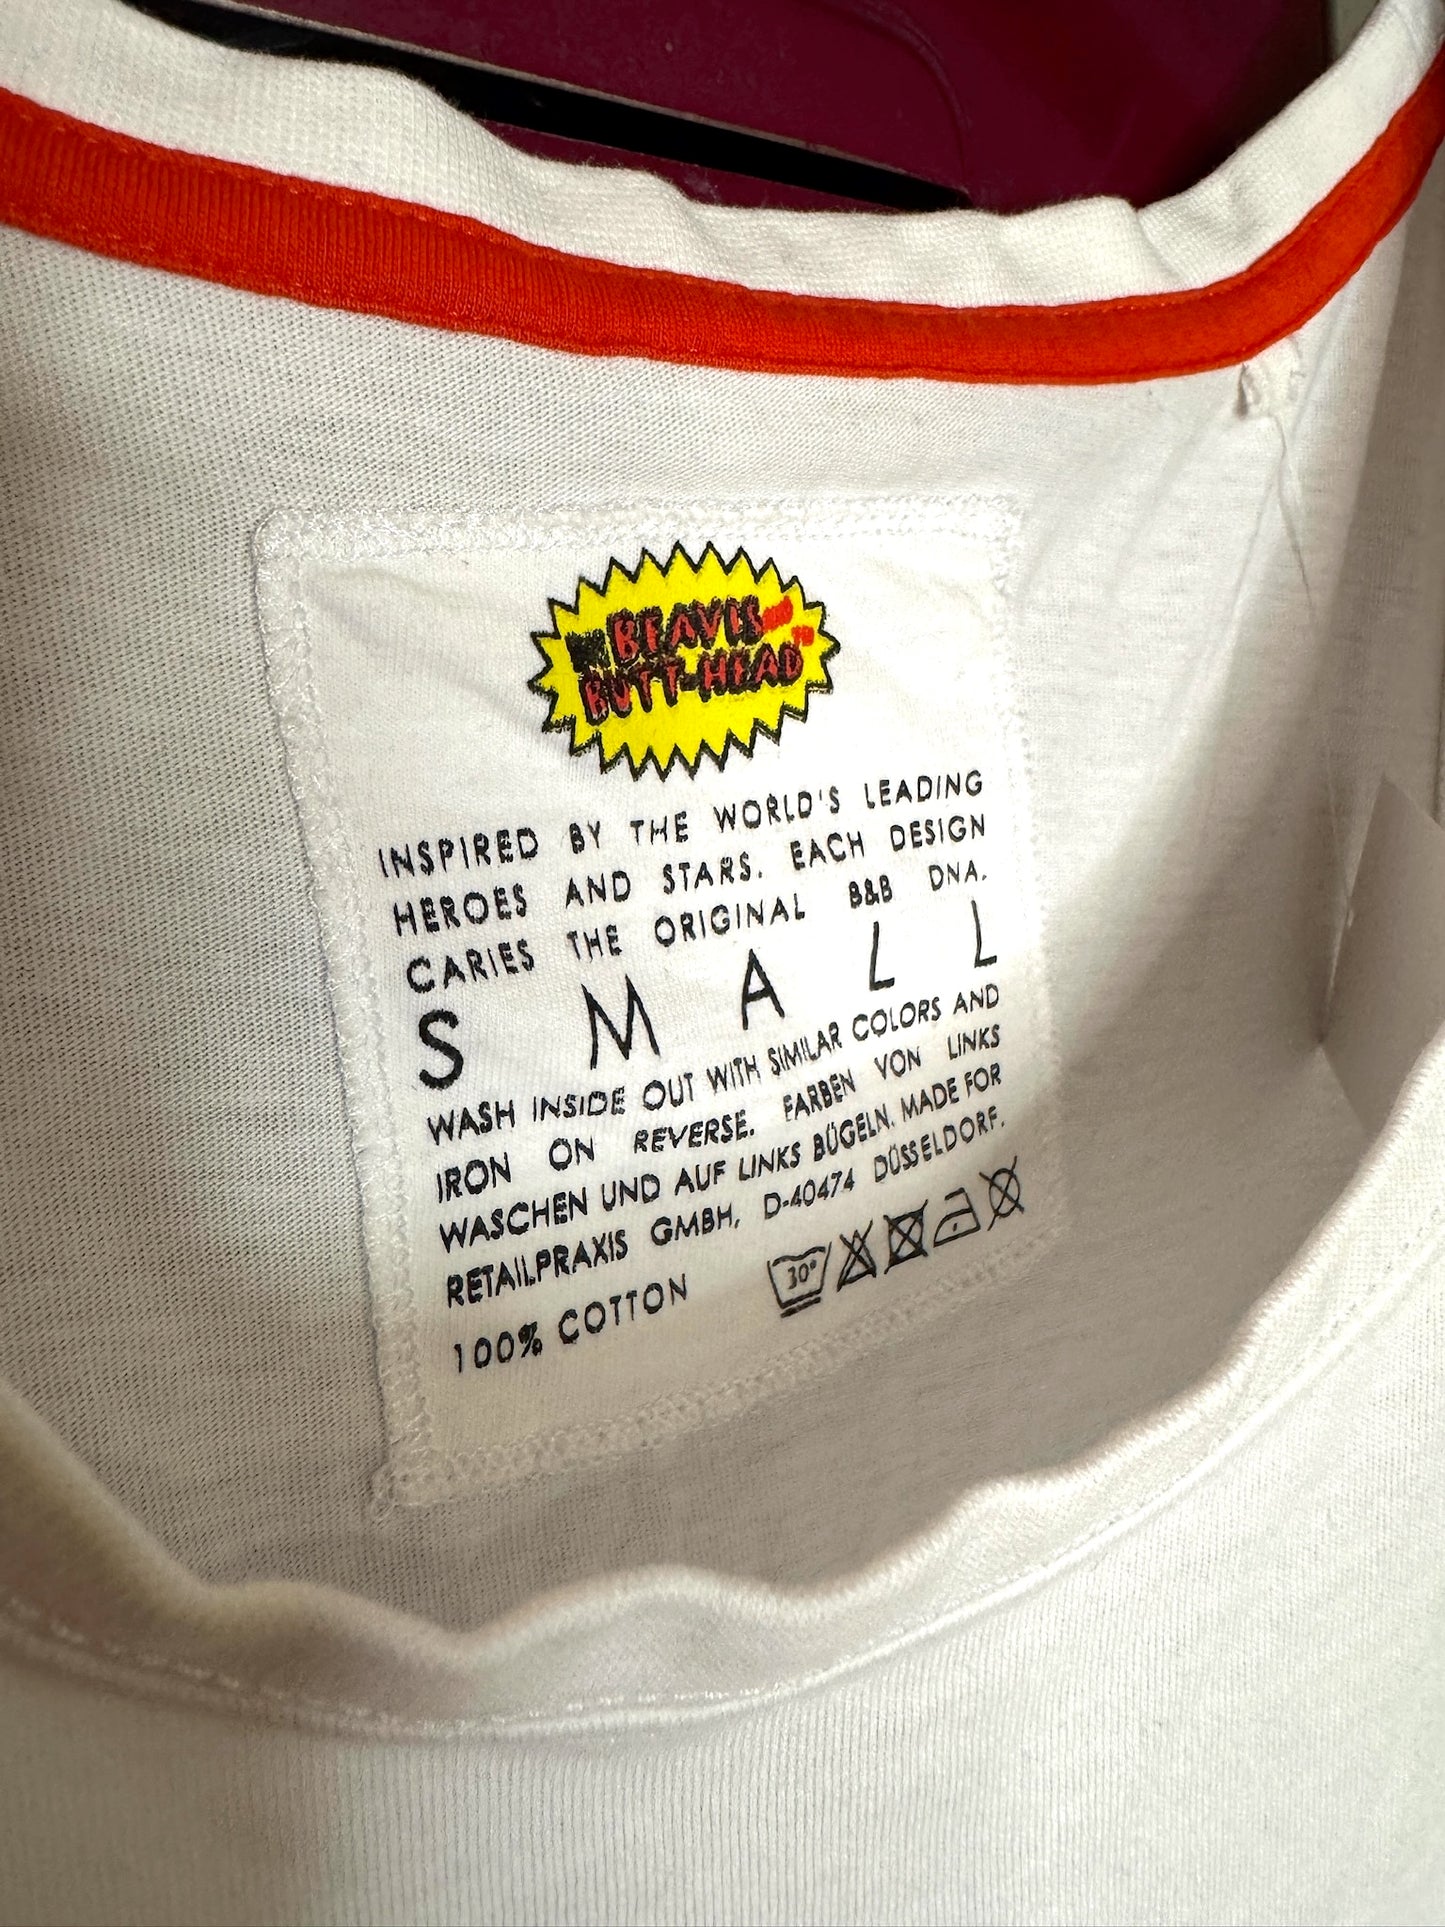 BEAVIS AND
BUTT-HEAD
INSPIRED BY THE WORLD'S LEADING
HEROES AND STARS. EACH DESIGN
CARIES THE ORIGINAL B&B DNA.
SMALL
WASH INSIDE OUT WITH SIMILAR COLORS AND
IRON ON REVERSE. FARBEN VON LINKS
WASCHEN UND AUF LINKS BÜGELN. MADE FOR
RETAILPRAXIS GMBH, D-40474 DÜSSELDORF.
100% COTTON 30°